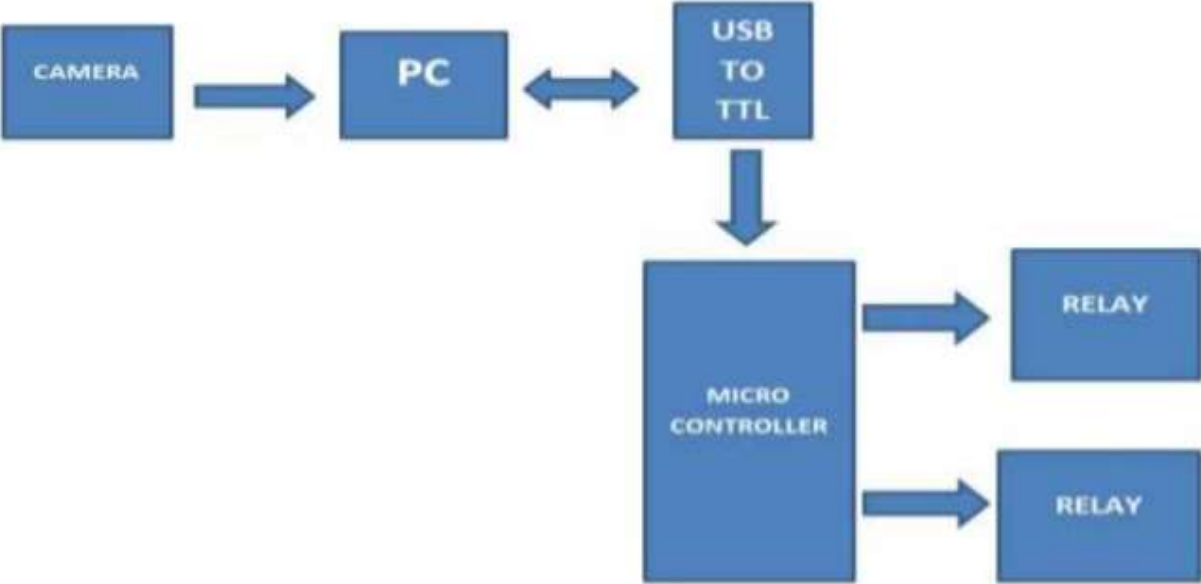 CAMERA
PC
USB
TO
TTL
MICRO
CONTROLLER
RELAY
RELAY